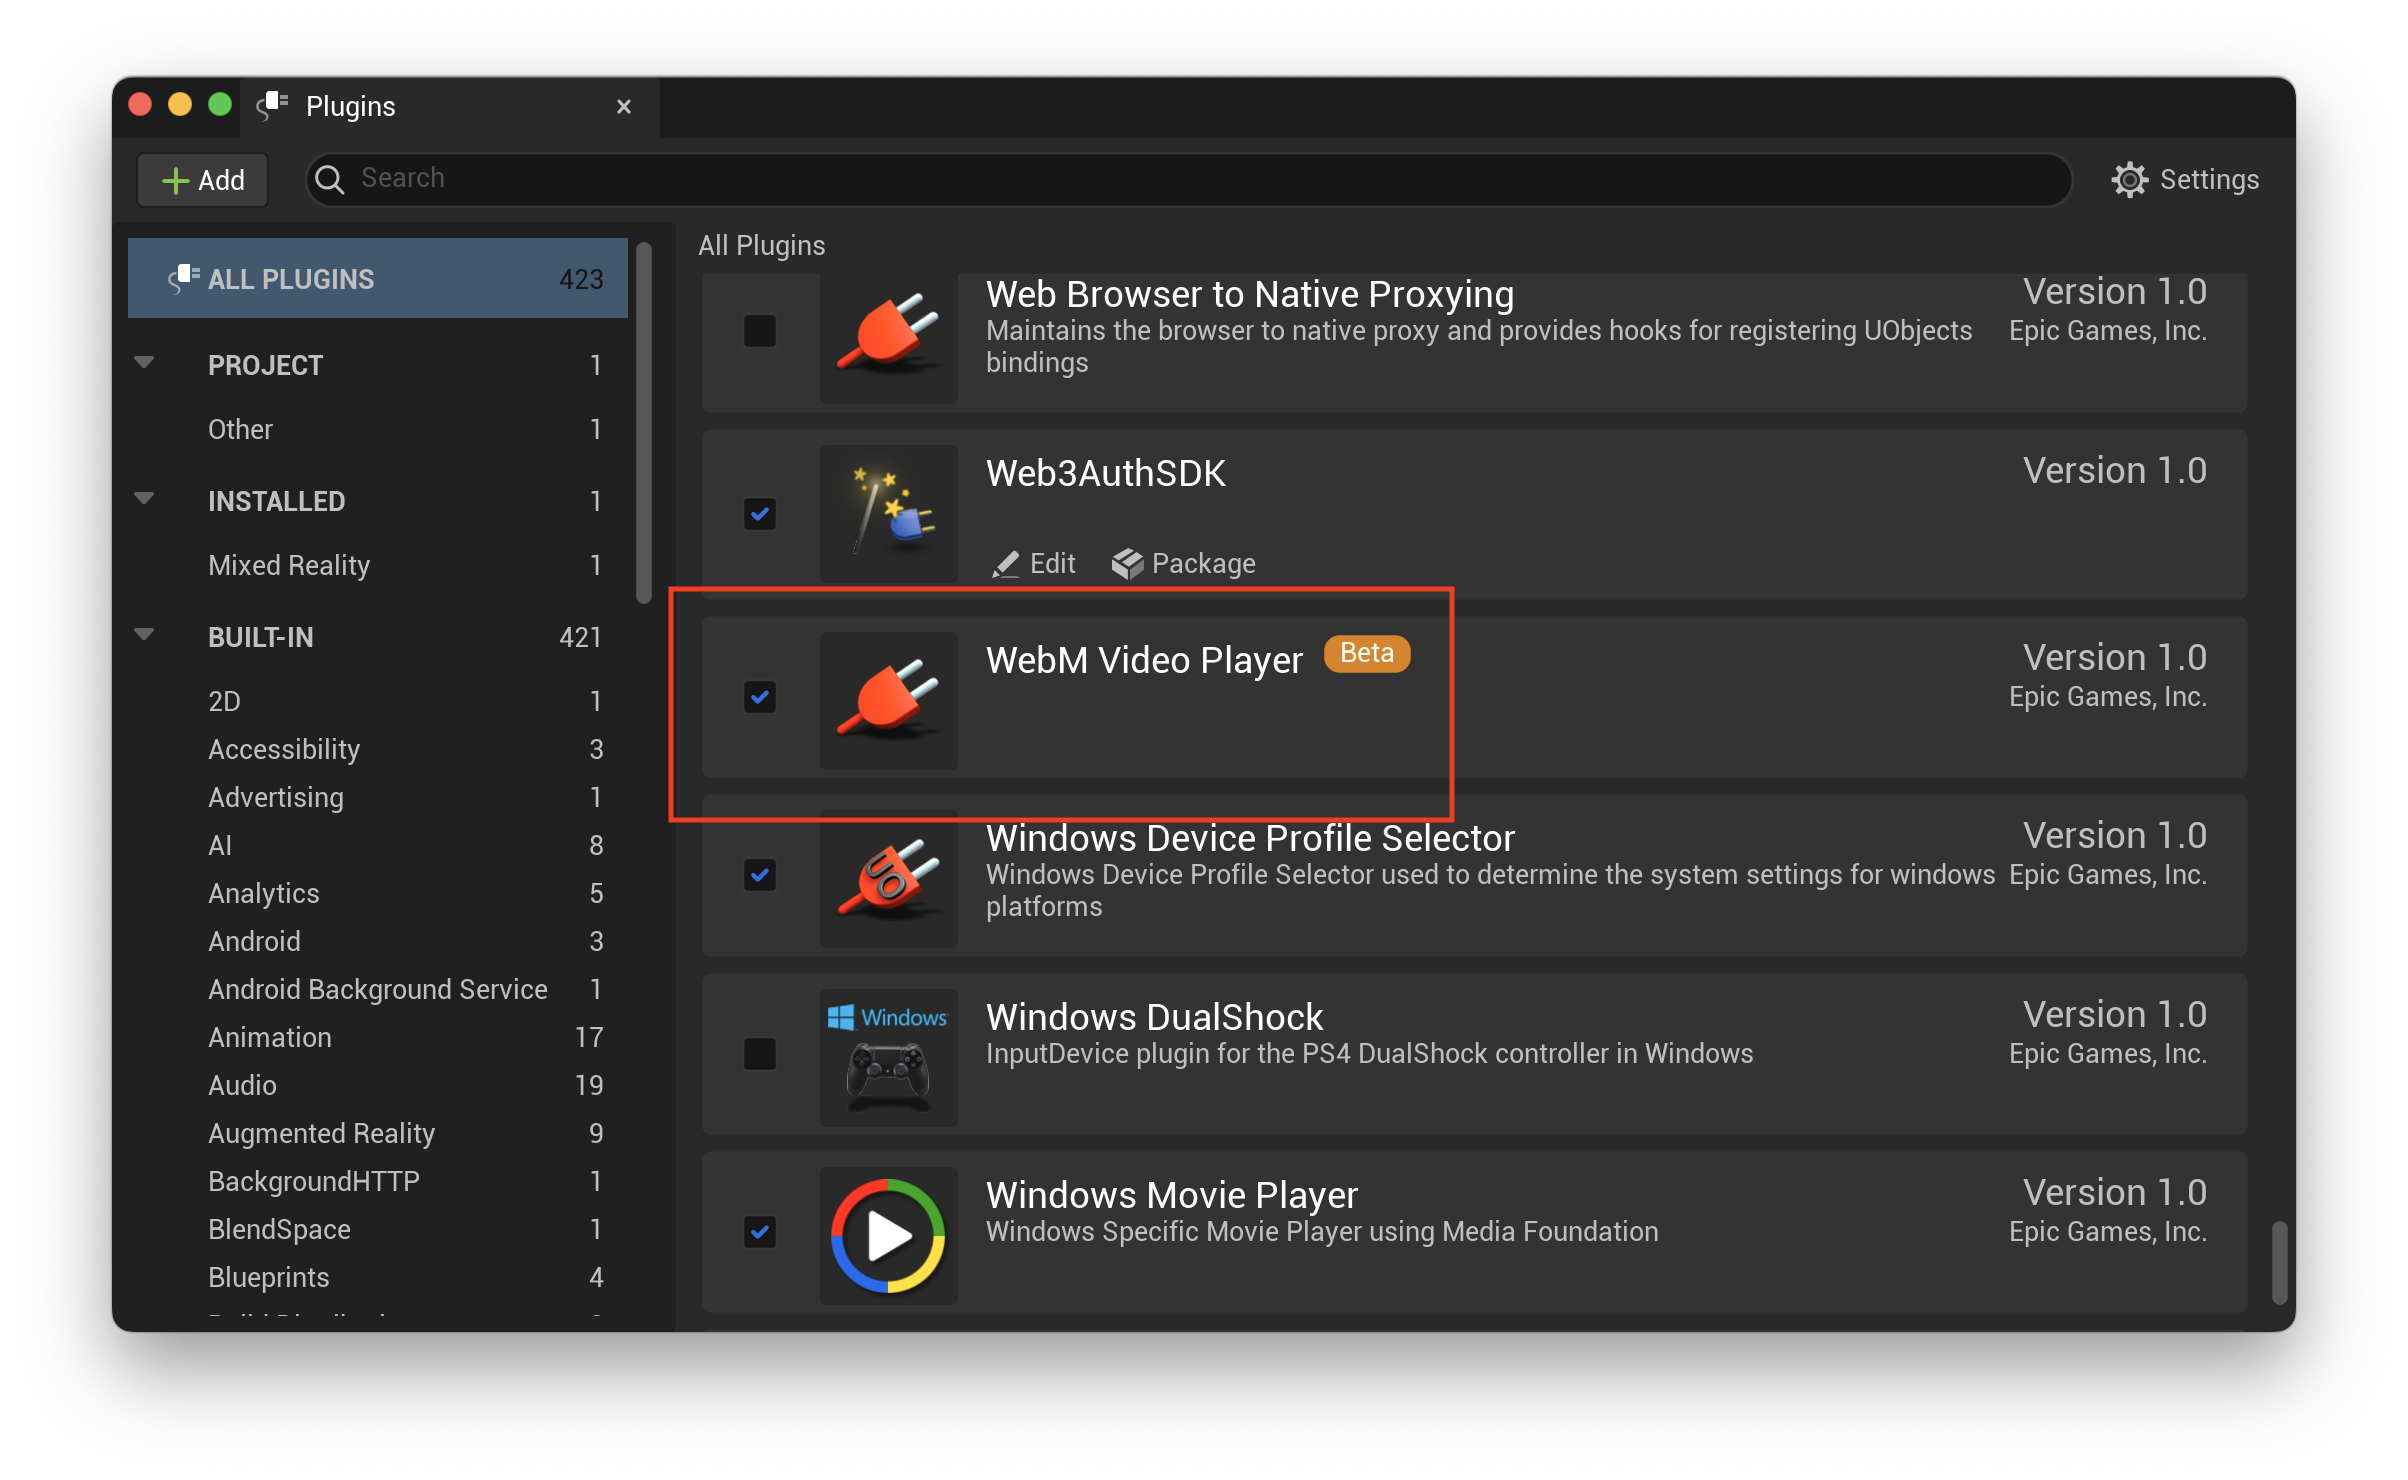 Plugins
Add
Search
Settings
ALL PLUGINS 423
PROJECT 1
Other 1
INSTALLED 1
Mixed Reality 1
BUILT-IN 421
2D 1
Accessibility 3
Advertising 1
AI 8
Analytics 5
Android 3
Android Background Service 1
Animation 17
Audio 19
Augmented Reality 9
BackgroundHTTP 1
BlendSpace 1
Blueprints 4
All Plugins
Web Browser to Native Proxying
Version 1.0
Maintains the browser to native proxy and provides hooks for registering UObjects
bindings
Epic Games, Inc.
Web3AuthSDK
Version 1.0
Edit
Package
WebM Video Player
Beta
Version 1.0
Epic Games, Inc.
UO
Windows Device Profile Selector
Version 1.0
Windows Device Profile Selector used to determine the system settings for windows
platforms
Epic Games, Inc.
Windows
Windows DualShock
Version 1.0
InputDevice plugin for the PS4 DualShock controller in Windows
Epic Games, Inc.
Windows Movie Player
Version 1.0
Windows Specific Movie Player using Media Foundation
Epic Games, Inc.